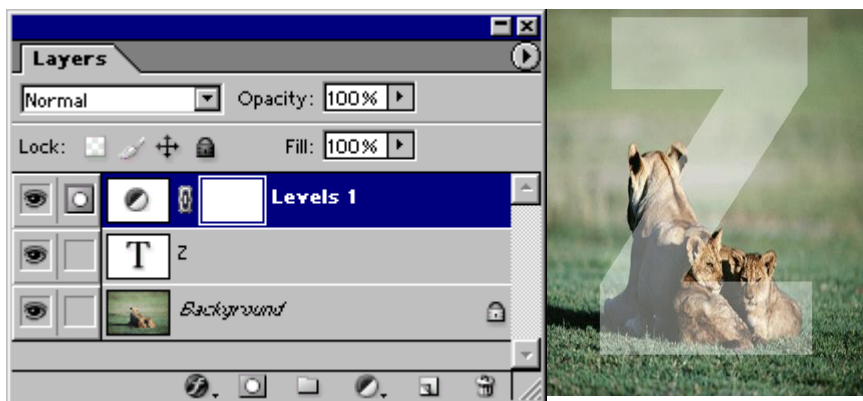 Layers
Normal Opacity: 100%
Lock: Fill: 100%
Levels 1
T Z
Background
Z